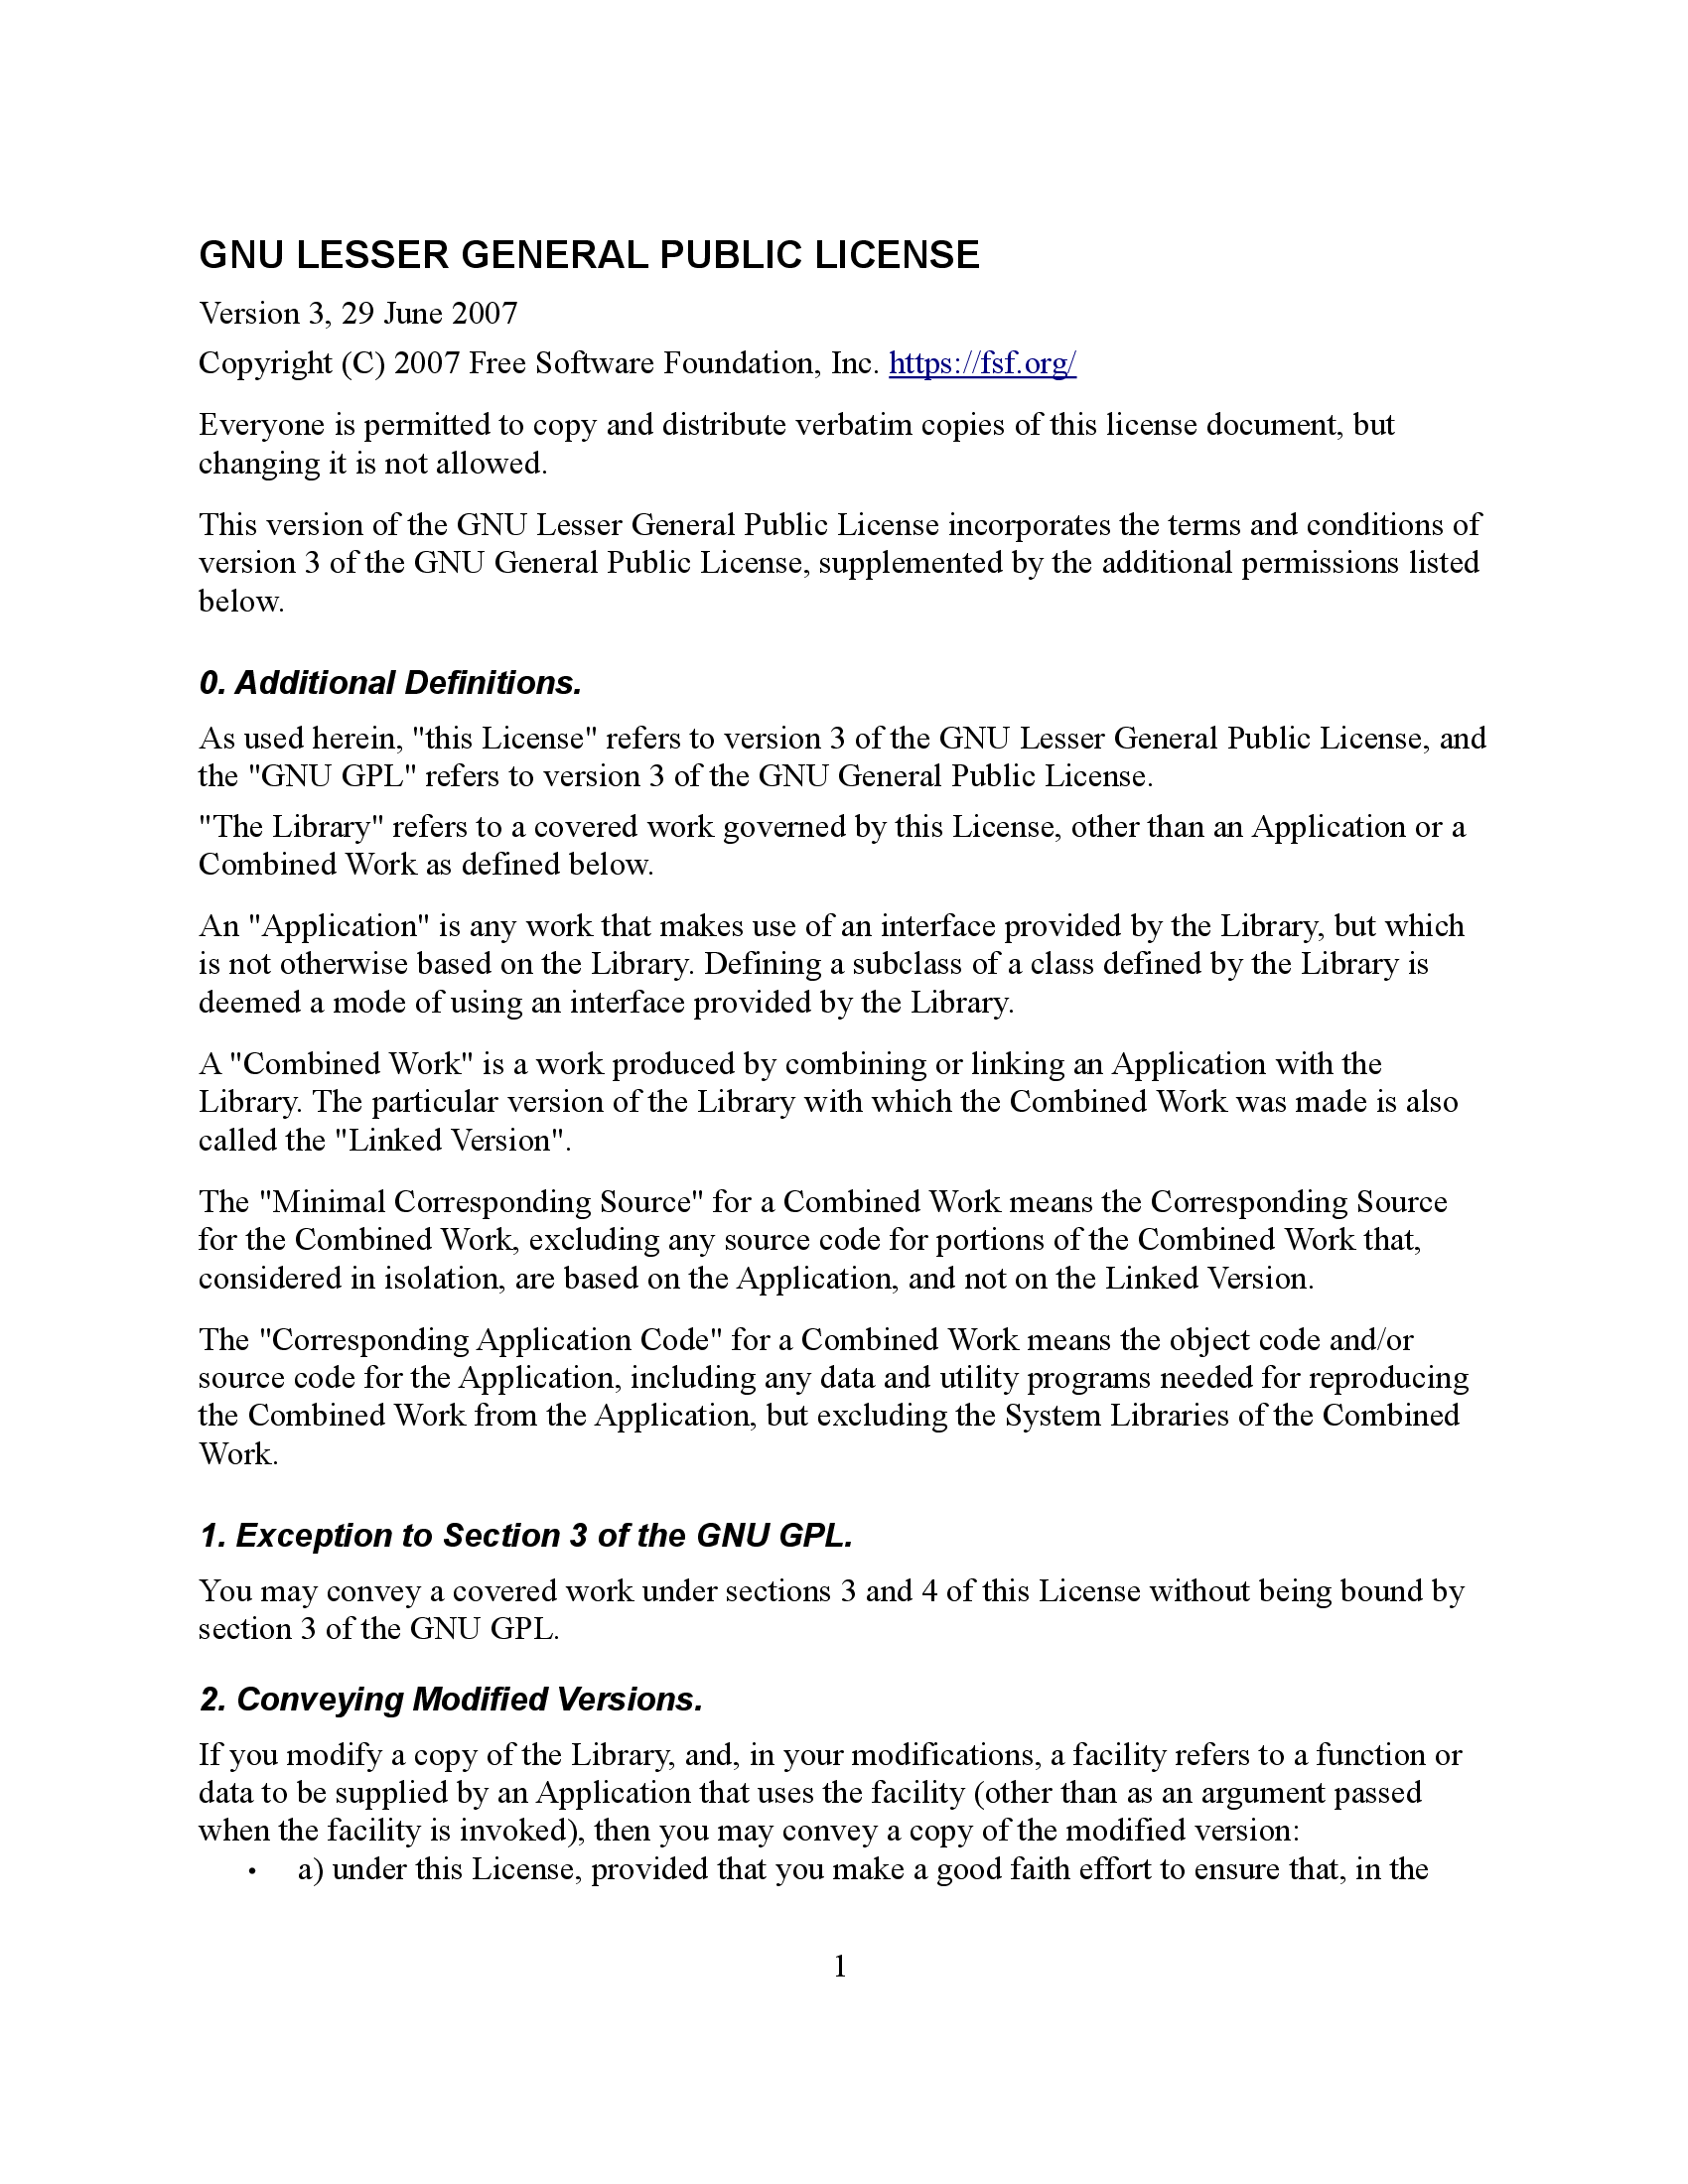 GNU LESSER GENERAL PUBLIC LICENSE
Version 3, 29 June 2007
Copyright (C) 2007 Free Software Foundation, Inc. https://fsf.org/
Everyone is permitted to copy and distribute verbatim copies of this license document, but
changing it is not allowed.
This version of the GNU Lesser General Public License incorporates the terms and conditions of
version 3 of the GNU General Public License, supplemented by the additional permissions listed
below.
0. Additional Definitions.
As used herein, "this License" refers to version 3 of the GNU Lesser General Public License, and
the "GNU GPL" refers to version 3 of the GNU General Public License.
"The Library" refers to a covered work governed by this License, other than an Application or a
Combined Work as defined below.
An "Application" is any work that makes use of an interface provided by the Library, but which
is not otherwise based on the Library. Defining a subclass of a class defined by the Library is
deemed a mode of using an interface provided by the Library.
A "Combined Work" is a work produced by combining or linking an Application with the
Library. The particular version of the Library with which the Combined Work was made is also
called the "Linked Version".
The "Minimal Corresponding Source" for a Combined Work means the Corresponding Source
for the Combined Work, excluding any source code for portions of the Combined Work that,
considered in isolation, are based on the Application, and not on the Linked Version.
The "Corresponding Application Code" for a Combined Work means the object code and/or
source code for the Application, including any data and utility programs needed for reproducing
the Combined Work from the Application, but excluding the System Libraries of the Combined
Work.
1. Exception to Section 3 of the GNU GPL.
You may convey a covered work under sections 3 and 4 of this License without being bound by
section 3 of the GNU GPL.
2. Conveying Modified Versions.
If you modify a copy of the Library, and, in your modifications, a facility refers to a function or
data to be supplied by an Application that uses the facility (other than as an argument passed
when the facility is invoked), then you may convey a copy of the modified version:
• a) under this License, provided that you make a good faith effort to ensure that, in the
1